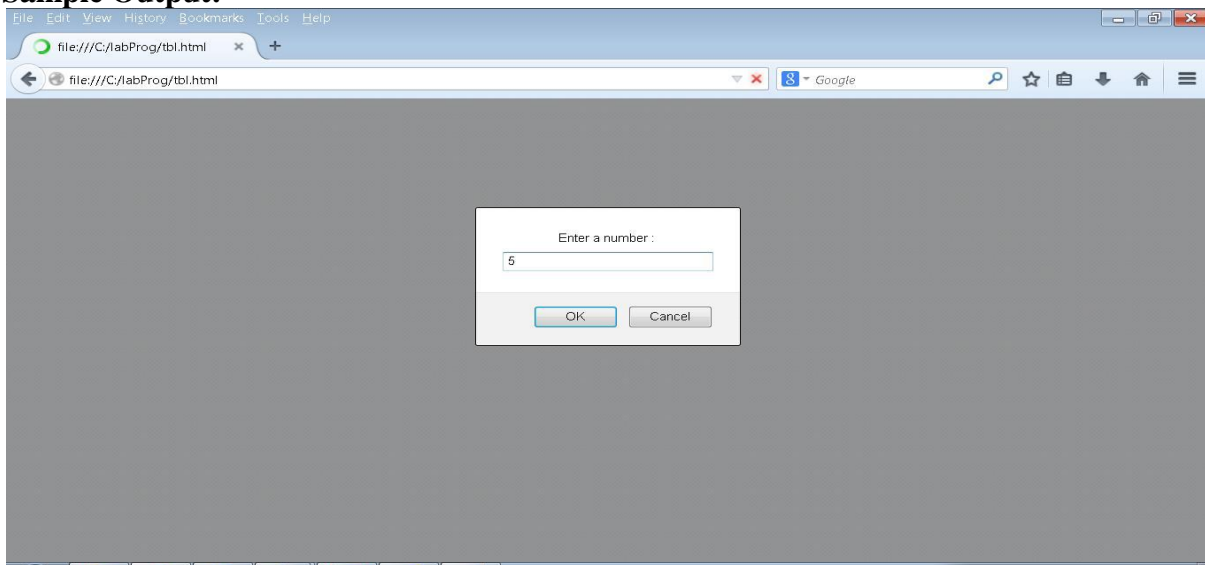 Sample Output:
File Edit View History Bookmarks Tools Help
file:///C:/labProg/tbl.html
file:///C:/labProg/tbl.html
Google
Enter a number :
5
OK Cancel